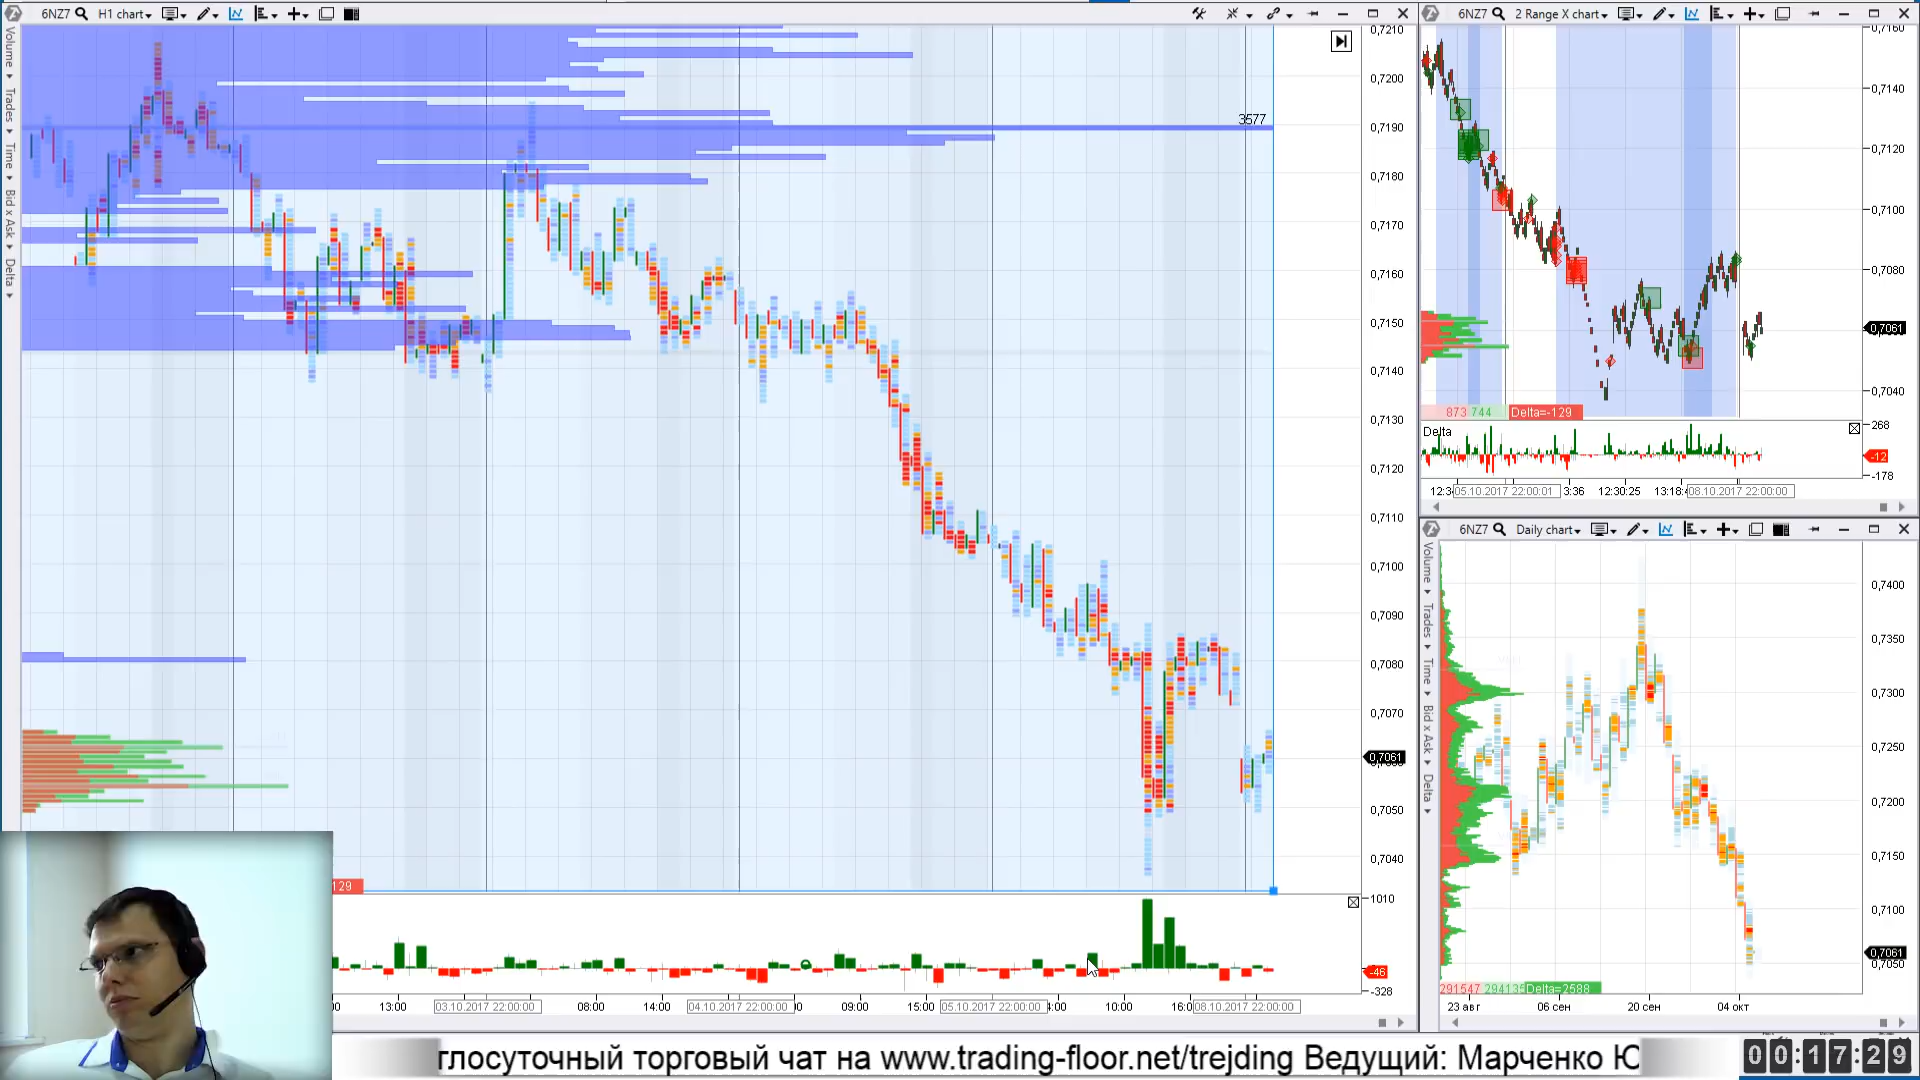 6NZ7 H1 chart
Volume
Trades
Time
Bid x Ask
Delta
3577
0,7210
0,7200
0,7190
0,7180
0,7170
0,7160
0,7150
0,7140
0,7130
0,7120
0,7110
0,7100
0,7090
0,7080
0,7070
0,7061
0,7050
0,7040
129
1010
-46
-328
13:00 03.10.2017 22:00:00 08:00 14:00 04.10.2017 22:00:00 09:00 15:00 05.10.2017 22:00:00 10:00 08.10.2017 22:00:00
6NZ7 2 Range X chart
0,7160
0,7140
0,7120
0,7100
0,7080
0,7061
0,7040
873 744 Delta=-129
Delta
268
-12
-178
05.10.2017 22:00:01 3:36 12:30:25 08.10.2017 22:00:00
6NZ7 Daily chart
Volume
Trades
Time
Bid x Ask
Delta
0,7400
0,7350
0,7300
0,7250
0,7200
0,7150
0,7100
0,7061
0,7050
291547 294135 Delta=2588
23 авг 06 сен 20 сен 04 окт
глосуточный торговый чат на www.trading-floor.net/trejding Ведущий: Марченко Ю
00:17:29